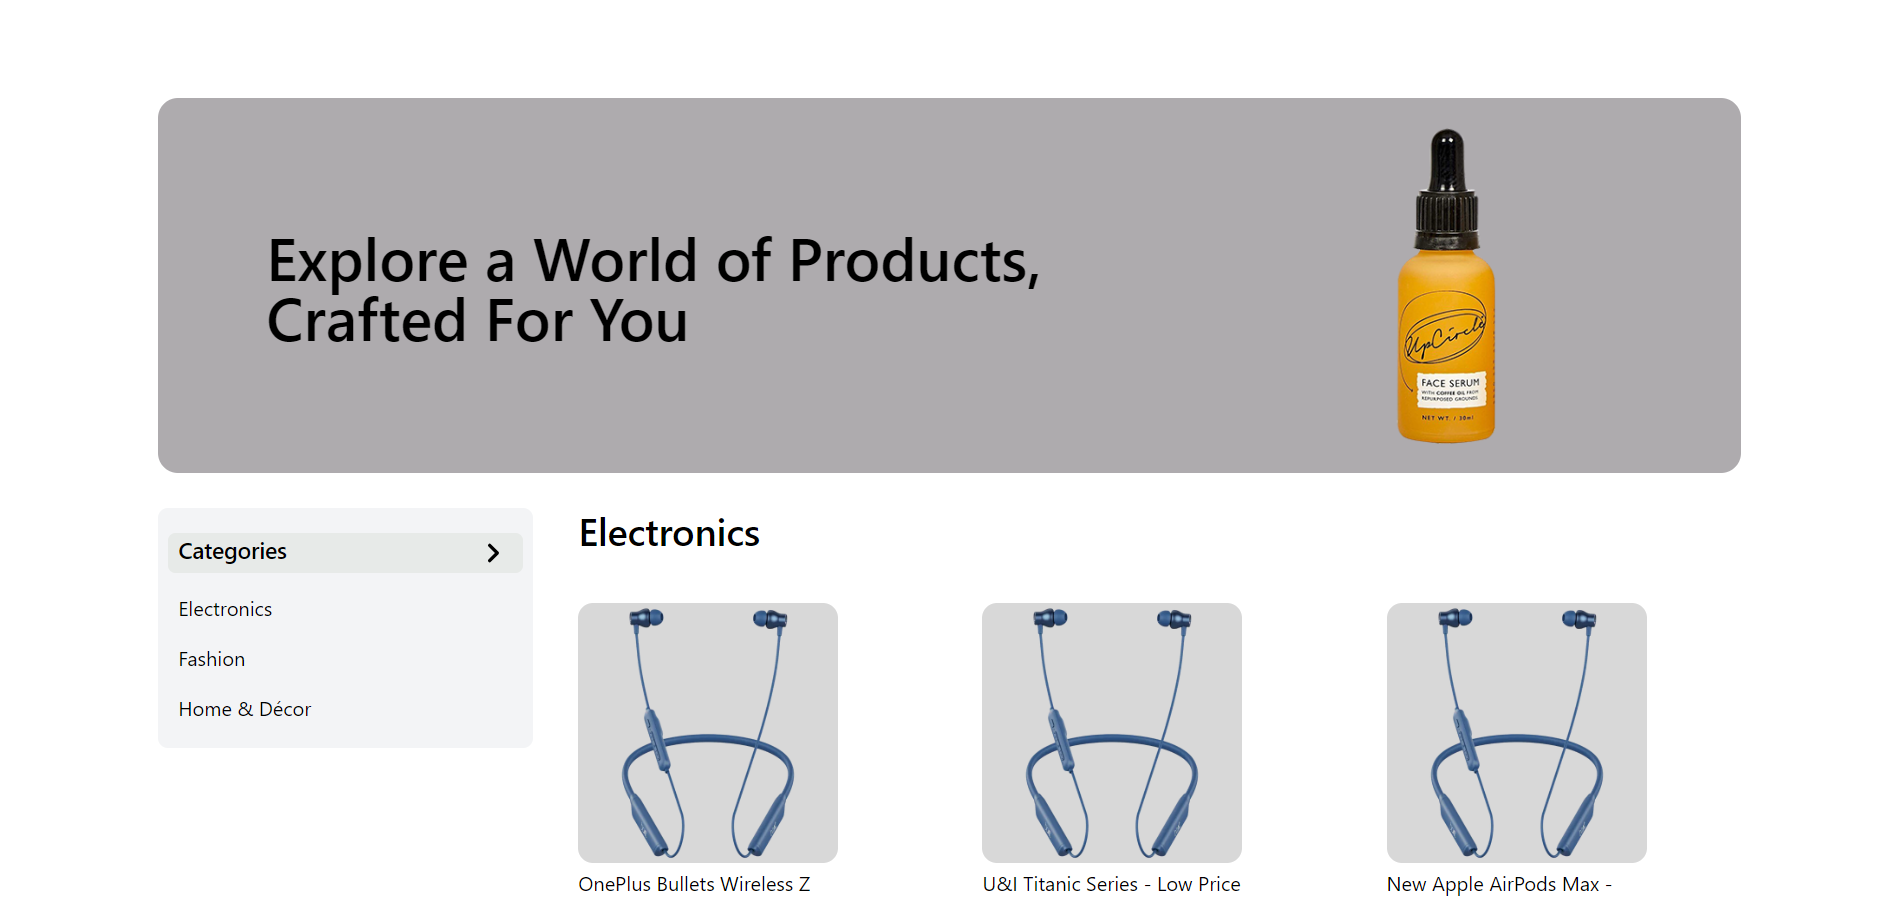 Explore a World of Products,
Crafted For You
UpCircle
FACE SERUM
WITH COFFEE OIL FROM
REPURPOSED GROUNDS
NET WT. / 30ml
Categories
Electronics
Fashion
Home & Décor
Electronics
OnePlus Bullets Wireless Z
U&I Titanic Series - Low Price
New Apple AirPods Max -